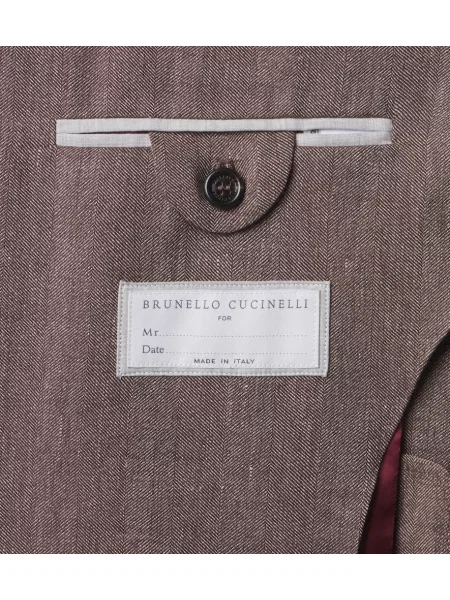 BRUNELLO CUCINELLI
FOR
Mr..............................
Date..............................
MADE IN ITALY